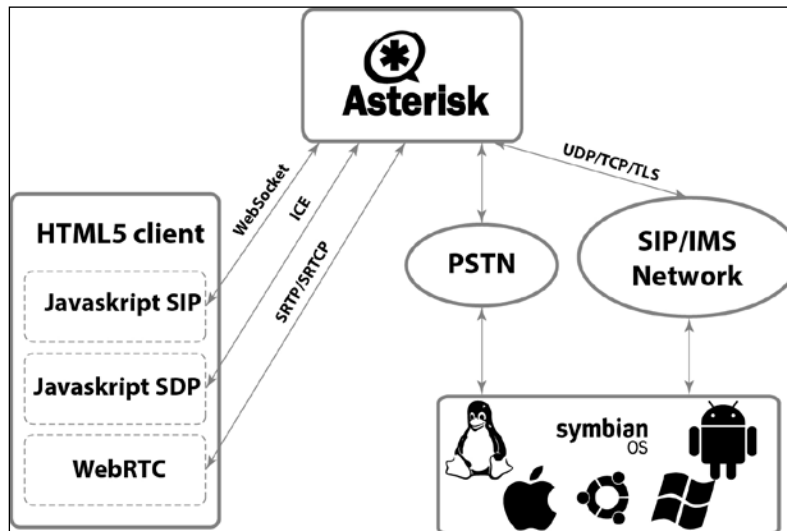 Asterisk
UDP/TCP/TLS
WebSocket
ICE
SRTP/SRTCP
HTML5 client
Javaskript SIP
Javaskript SDP
WebRTC
PSTN
SIP/IMS
Network
symbian
OS